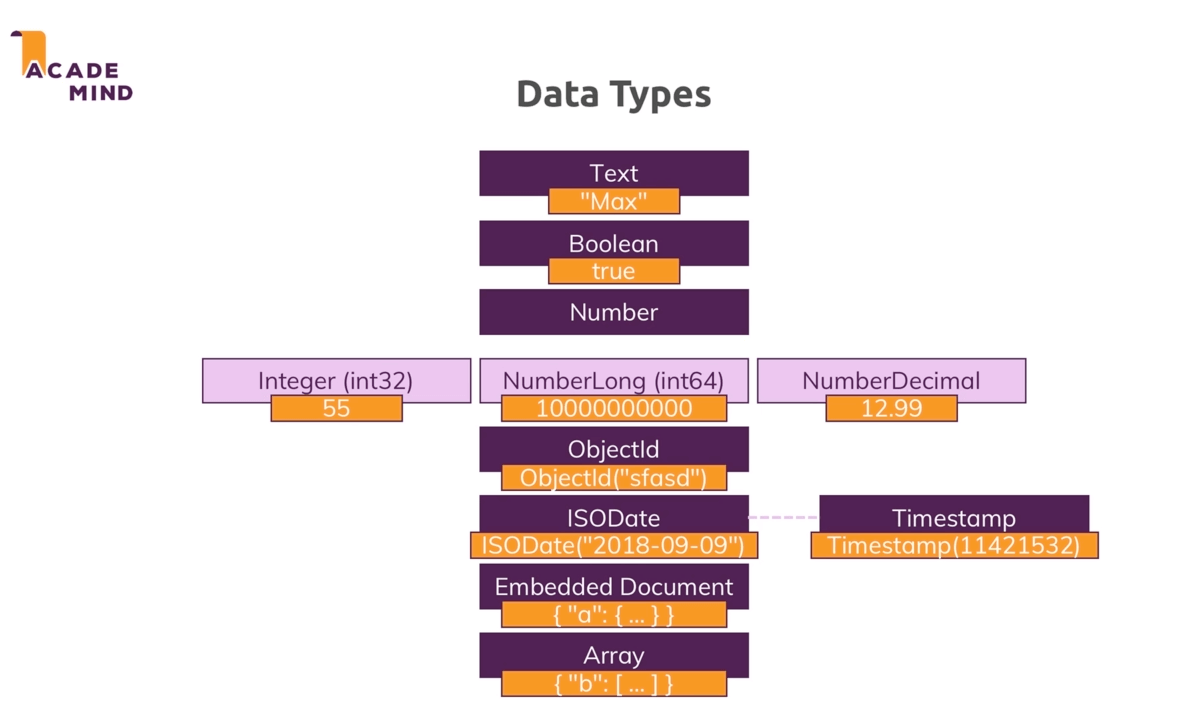 ACADE
MIND
Data Types
Text
"Max"
Boolean
true
Number
Integer (int32)
55
NumberLong (int64)
10000000000
NumberDecimal
12.99
ObjectId
ObjectId("sfasd")
ISODate
ISODate("2018-09-09")
Timestamp
Timestamp(11421532)
Embedded Document
{ "a": { ... } }
Array
{ "b": [ ... ] }